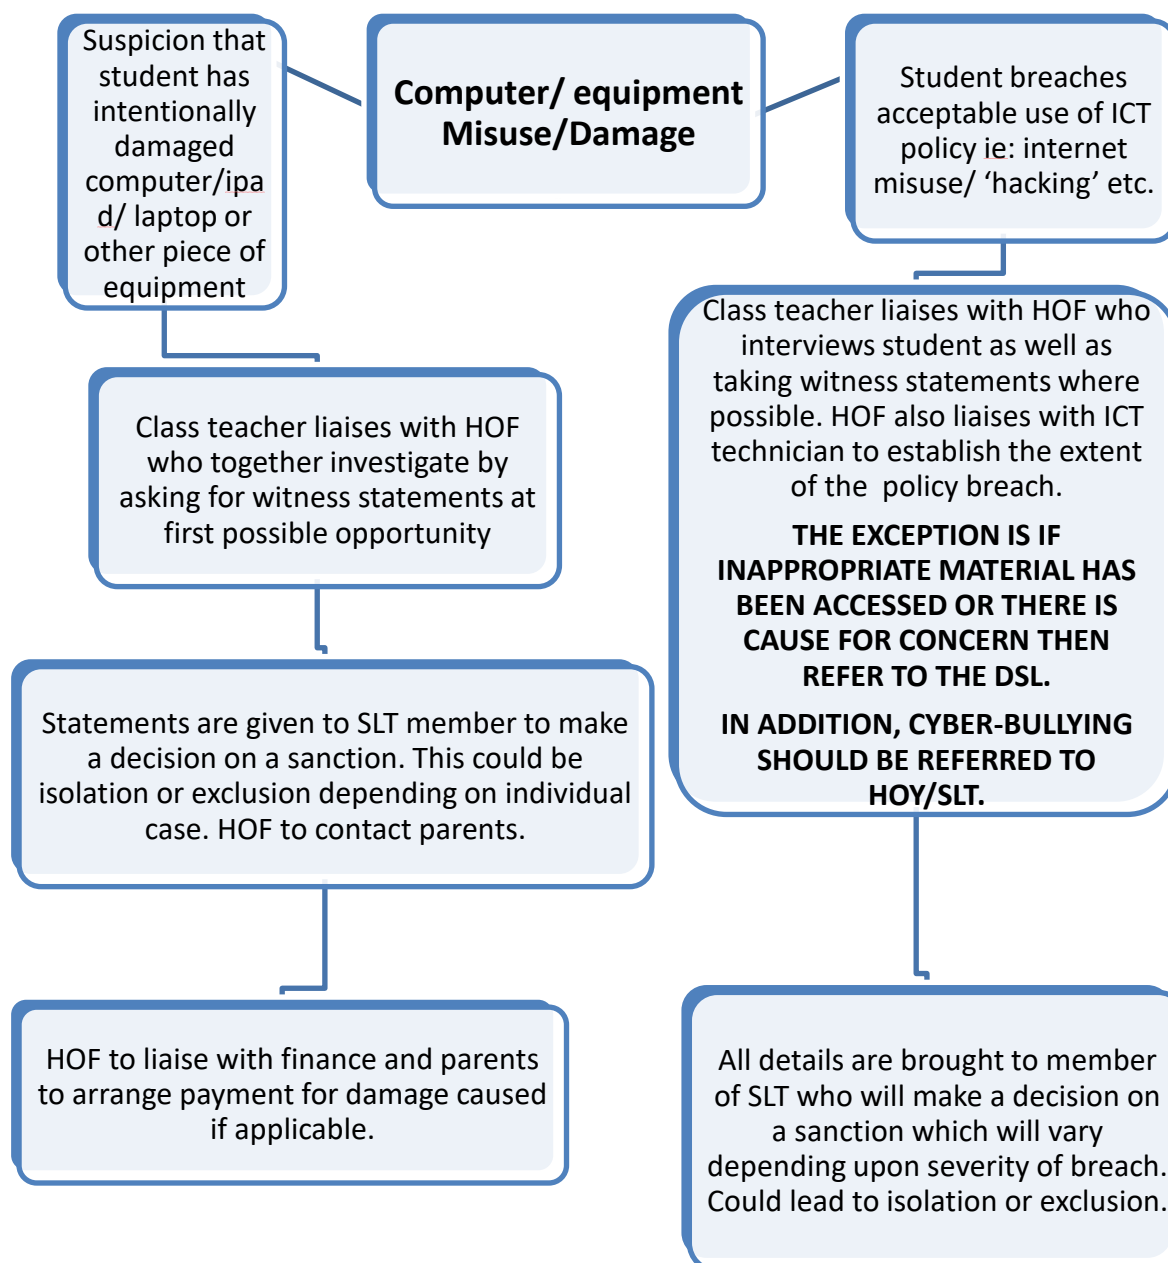 Computer/ equipment
Misuse/Damage
Suspicion that
student has
intentionally
damaged
computer/ipa
d/ laptop or
other piece of
equipment
Class teacher liaises with HOF
who together investigate by
asking for witness statements at
first possible opportunity
Statements are given to SLT member to make
a decision on a sanction. This could be
isolation or exclusion depending on individual
case. HOF to contact parents.
HOF to liaise with finance and parents
to arrange payment for damage caused
if applicable.
Student breaches
acceptable use of ICT
policy ie: internet
misuse/ ‘hacking’ etc.
Class teacher liaises with HOF who
interviews student as well as
taking witness statements where
possible. HOF also liaises with ICT
technician to establish the extent
of the  policy breach.
THE EXCEPTION IS IF
INAPPROPRIATE MATERIAL HAS
BEEN ACCESSED OR THERE IS
CAUSE FOR CONCERN THEN
REFER TO THE DSL.
IN ADDITION, CYBER-BULLYING
SHOULD BE REFERRED TO
HOY/SLT.
All details are brought to member
of SLT who will make a decision on
a sanction which will vary
depending upon severity of breach.
Could lead to isolation or exclusion.